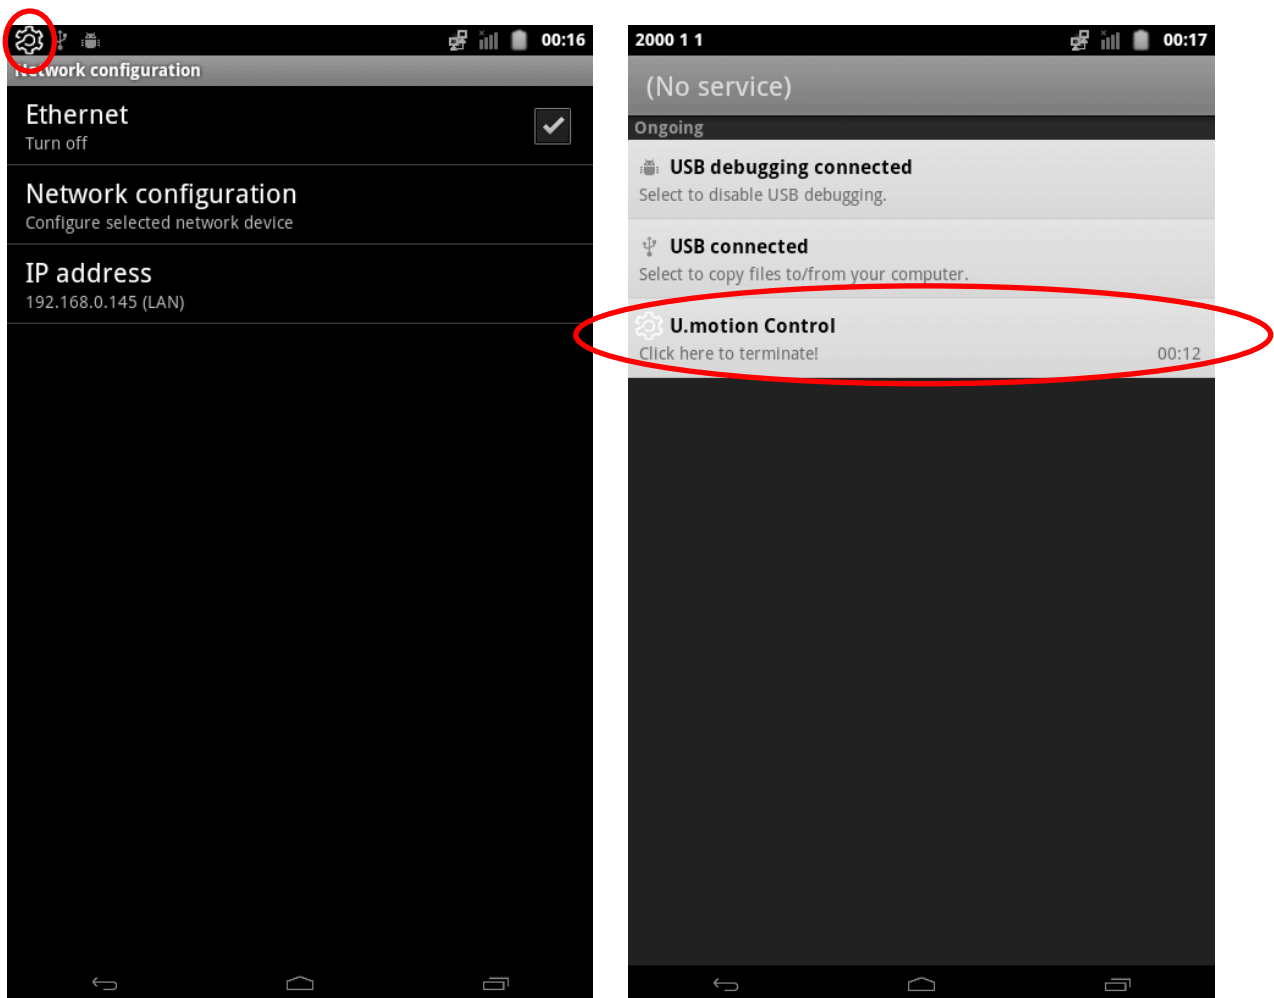 00:16
Network configuration
Ethernet
Turn off
Network configuration
Configure selected network device
IP address
192.168.0.145 (LAN)
2000 1 1
00:17
(No service)
Ongoing
USB debugging connected
Select to disable USB debugging.
USB connected
Select to copy files to/from your computer.
U.motion Control
Click here to terminate!
00:12